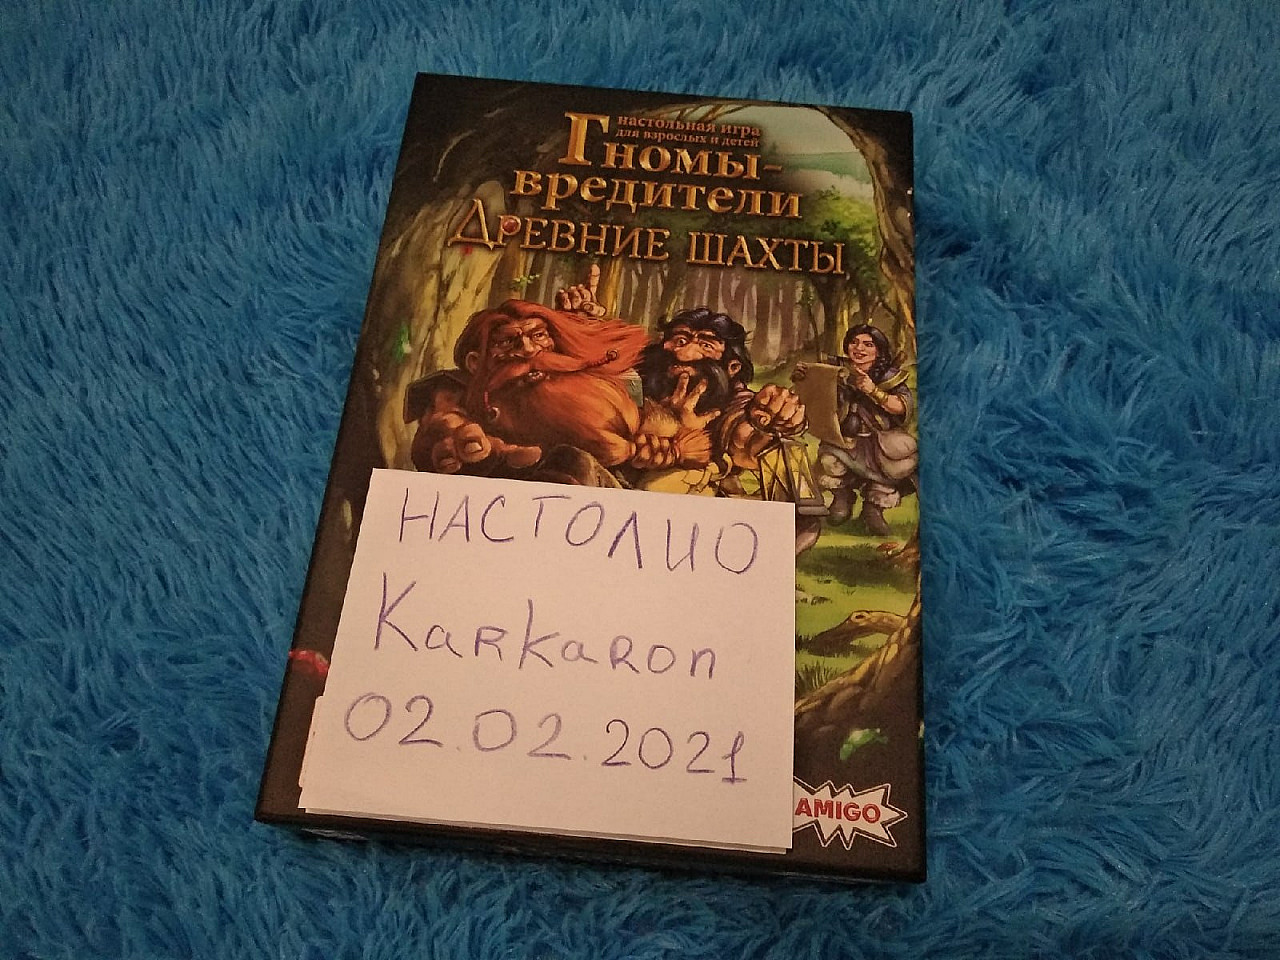 настольная игра
для взрослых и детей
Гномы-
вредители
Древние шахты
НАСТОЛИО
Karkaron
02.02.2021
AMIGO